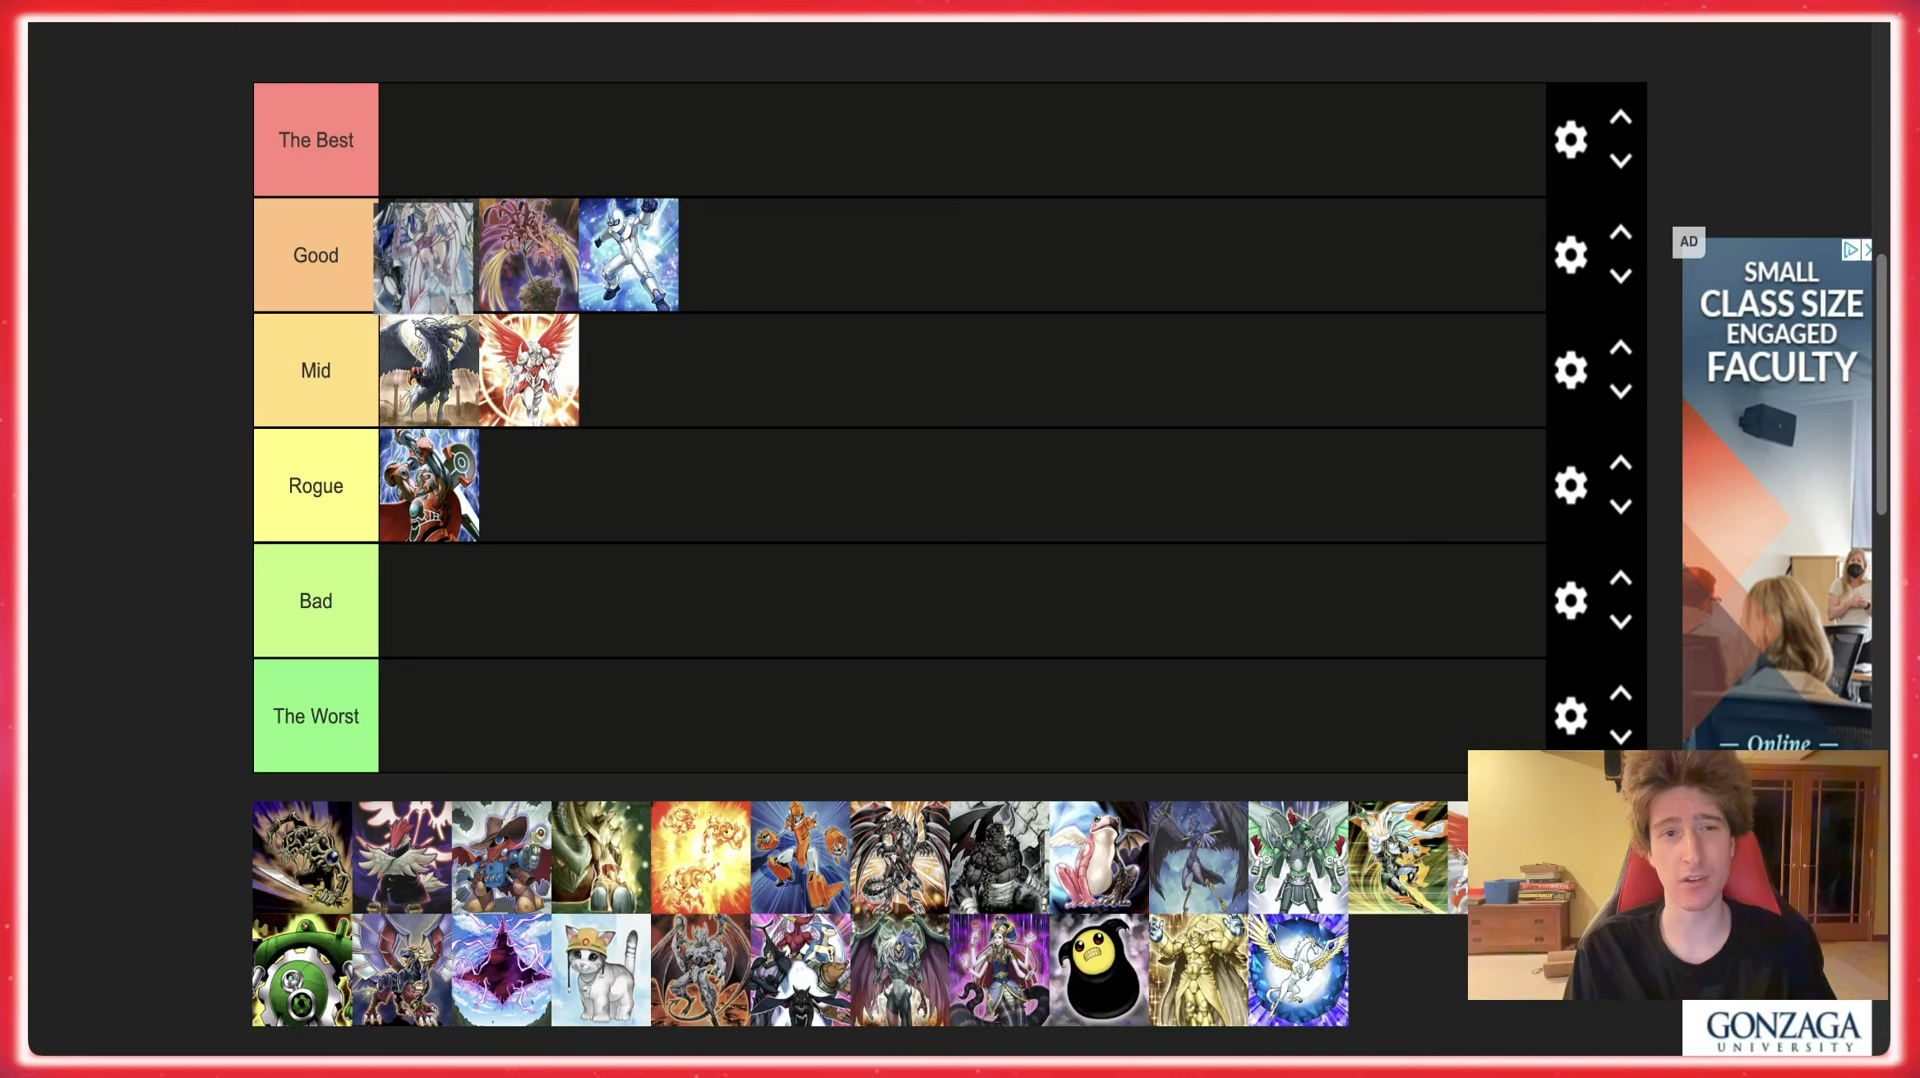 The Best
Good
Mid
Rogue
Bad
The Worst
AD
SMALL
CLASS SIZE
ENGAGED
FACULTY
— Online —
GONZAGA
UNIVERSITY